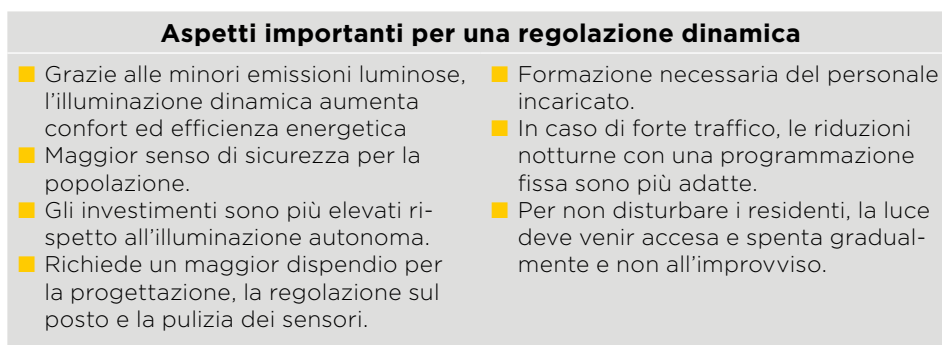 Aspetti importanti per una regolazione dinamica
Grazie alle minori emissioni luminose,
l'illuminazione dinamica aumenta
confort ed efficienza energetica
Maggior senso di sicurezza per la
popolazione.
Gli investimenti sono più elevati ri-
spetto all'illuminazione autonoma.
Richiede un maggior dispendio per
la progettazione, la regolazione sul
posto e la pulizia dei sensori.
Formazione necessaria del personale
incaricato.
In caso di forte traffico, le riduzioni
notturne con una programmazione
fissa sono più adatte.
Per non disturbare i residenti, la luce
deve venir accesa e spenta gradual-
mente e non all'improvviso.